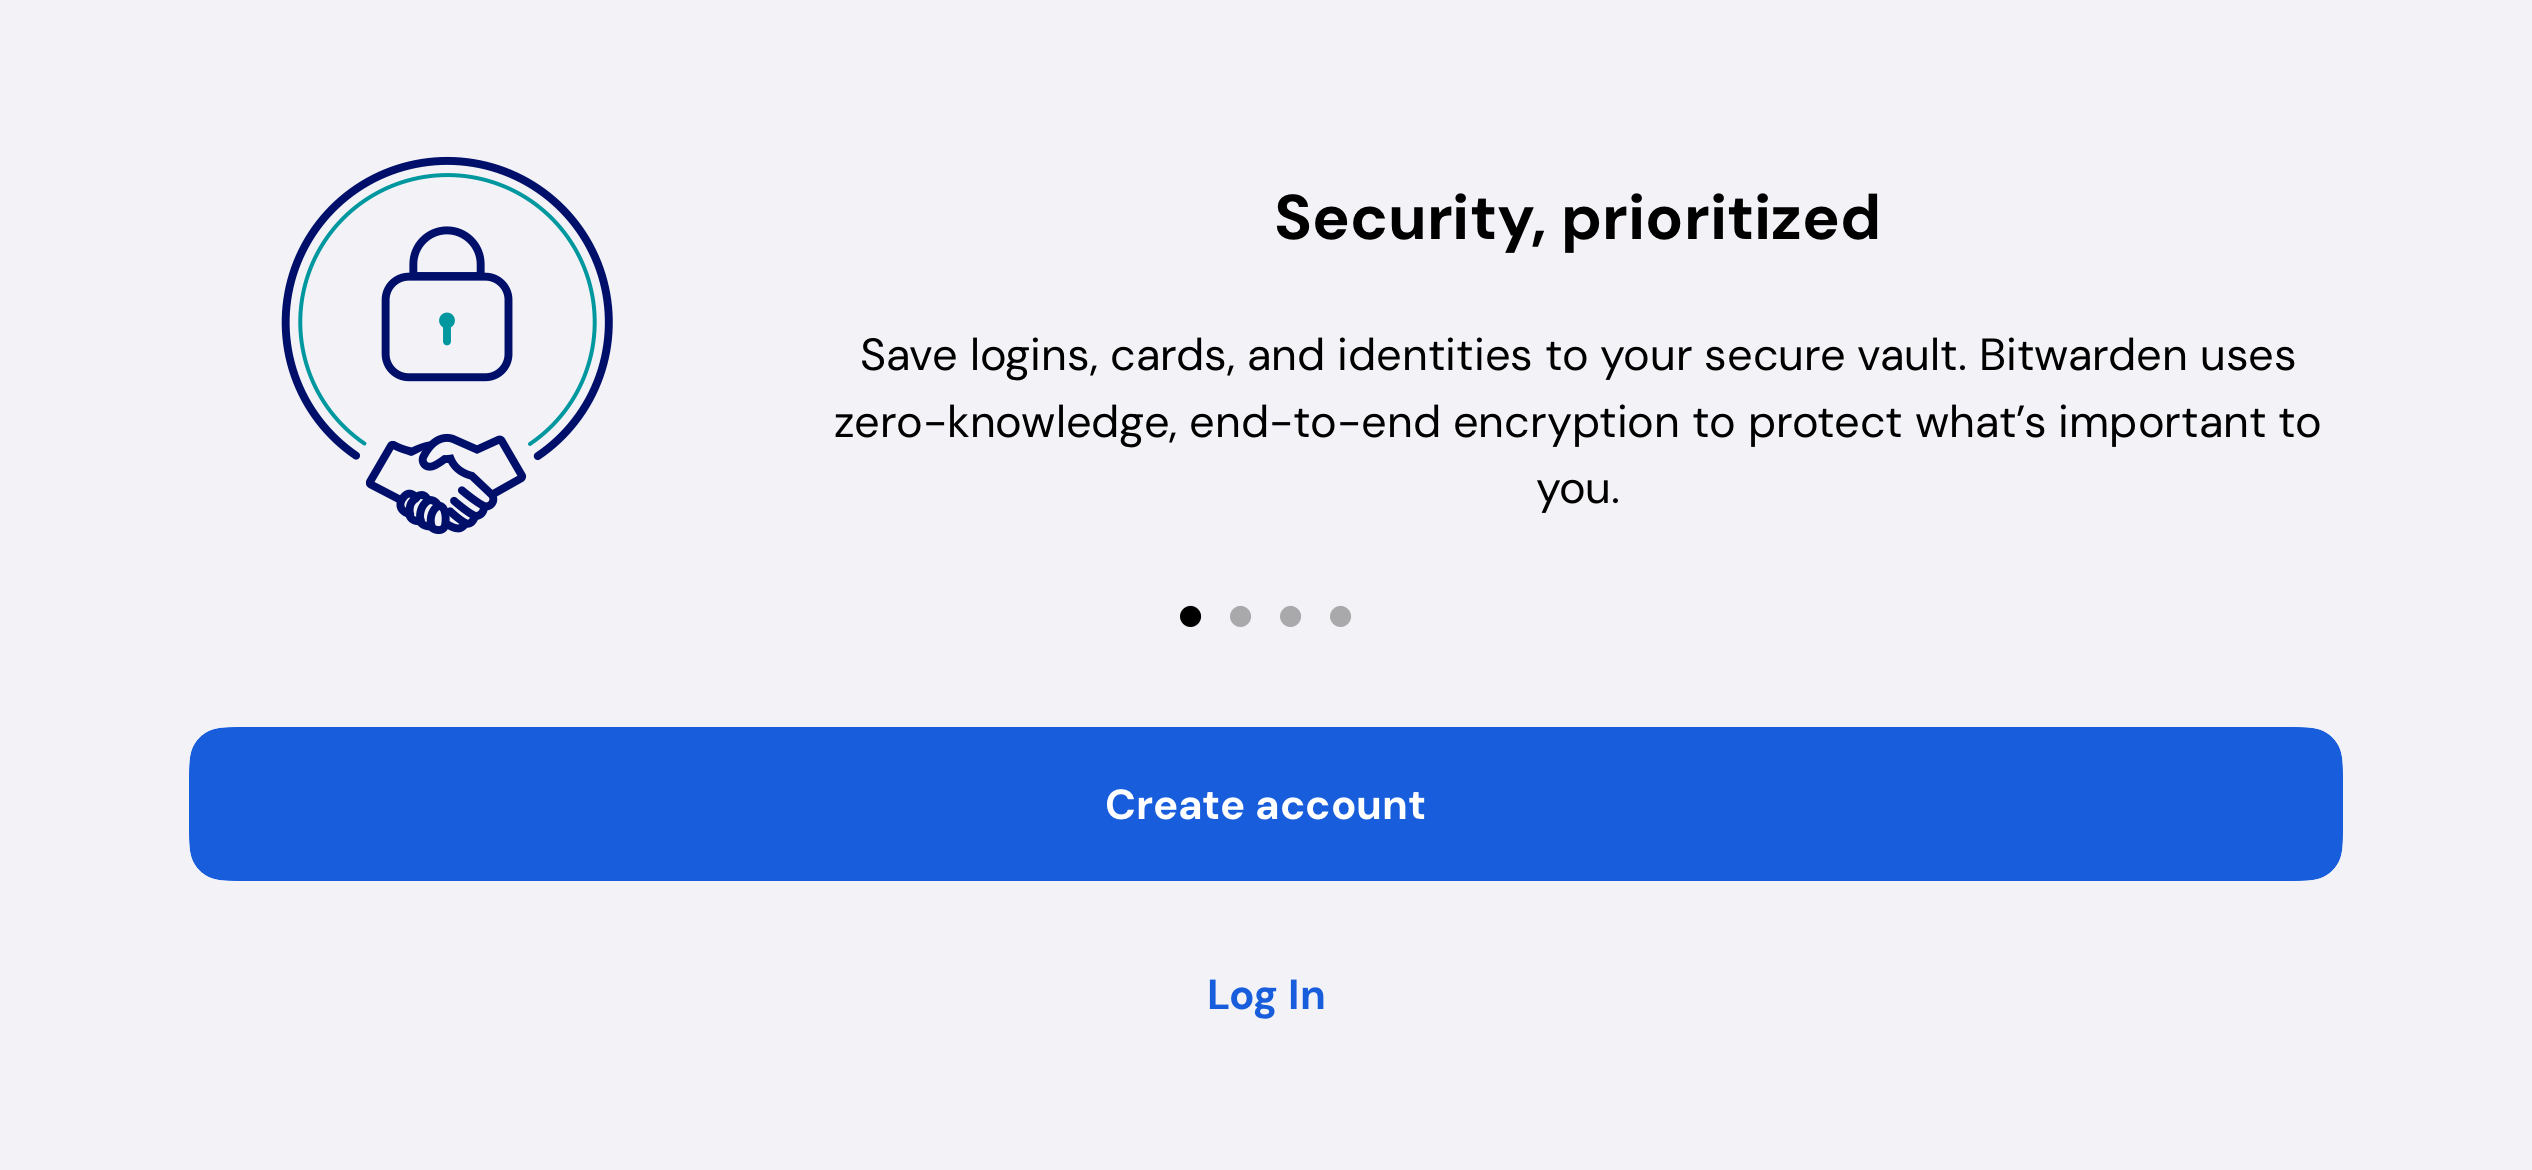 Security, prioritized
Save logins, cards, and identities to your secure vault. Bitwarden uses
zero-knowledge, end-to-end encryption to protect what’s important to
you.
Create account
Log In